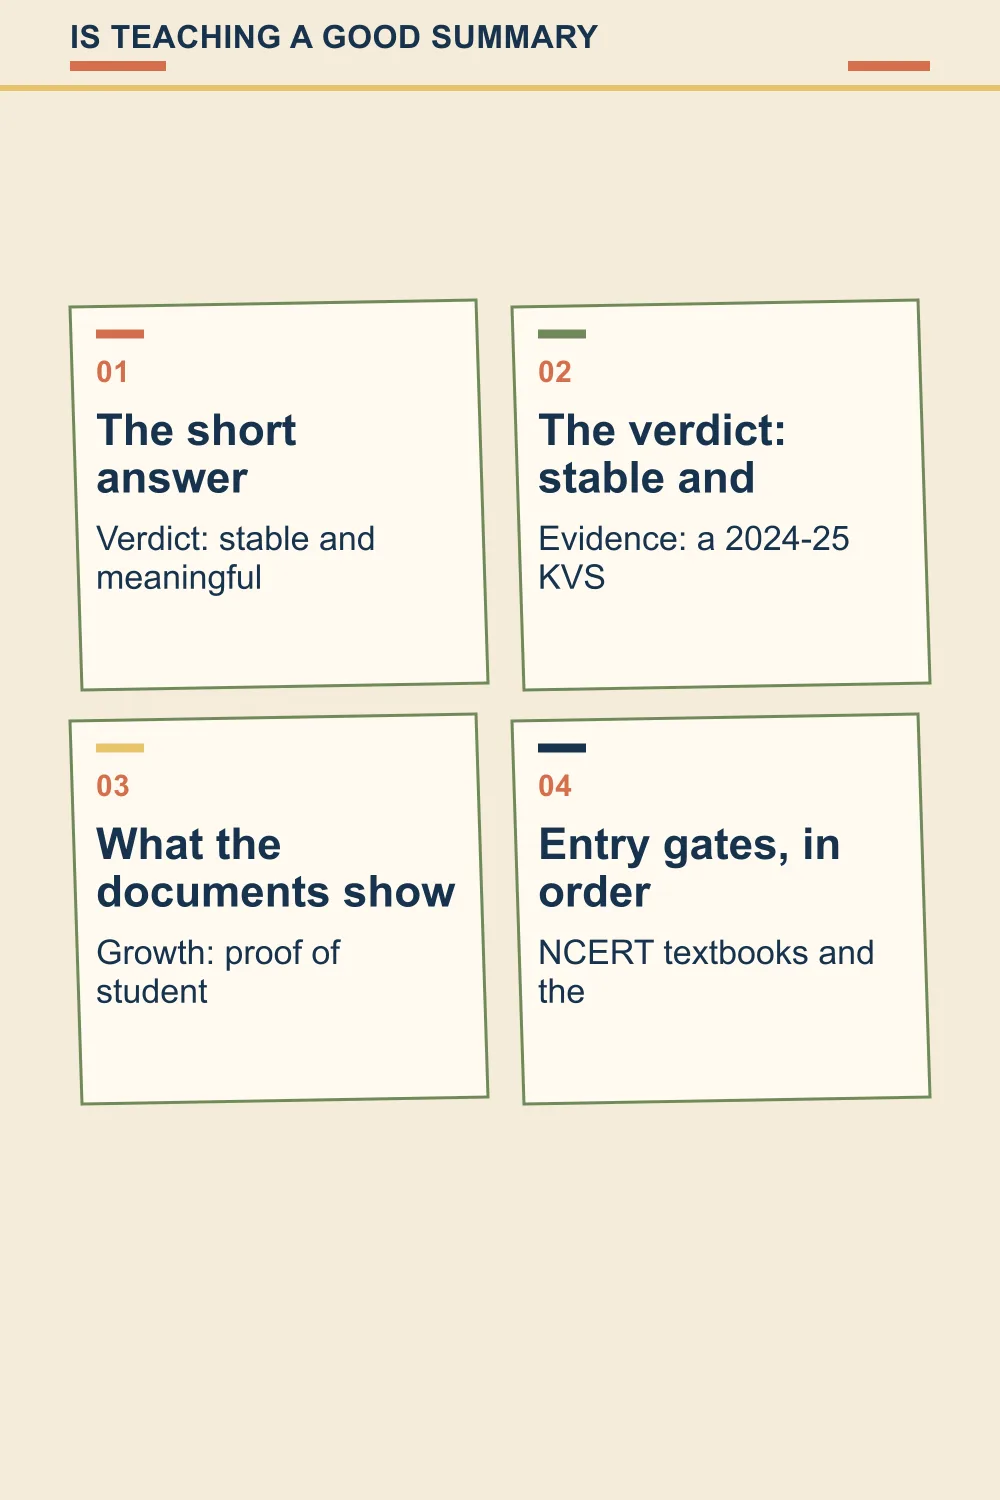 IS TEACHING A GOOD SUMMARY
01
The short
answer
Verdict: stable and
meaningful
02
The verdict:
stable and
Evidence: a 2024-25
KVS
03
What the
documents show
Growth: proof of
student
04
Entry gates, in
order
NCERT textbooks and
the